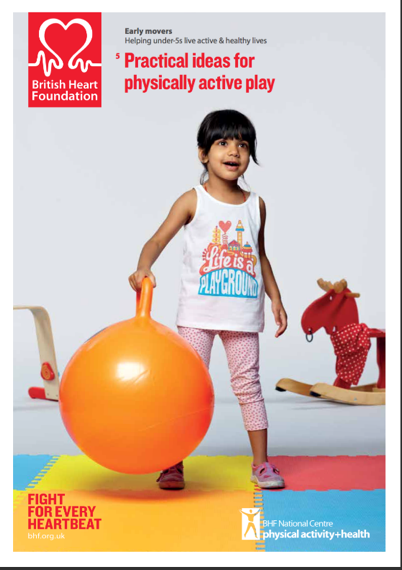 British Heart
Foundation
Early movers
Helping under-5s live active & healthy lives
5 Practical ideas for
physically active play
Life is a
PLAYGROUND
FIGHT
FOR EVERY
HEARTBEAT
bhf.org.uk
BHF National Centre
physical activity+health